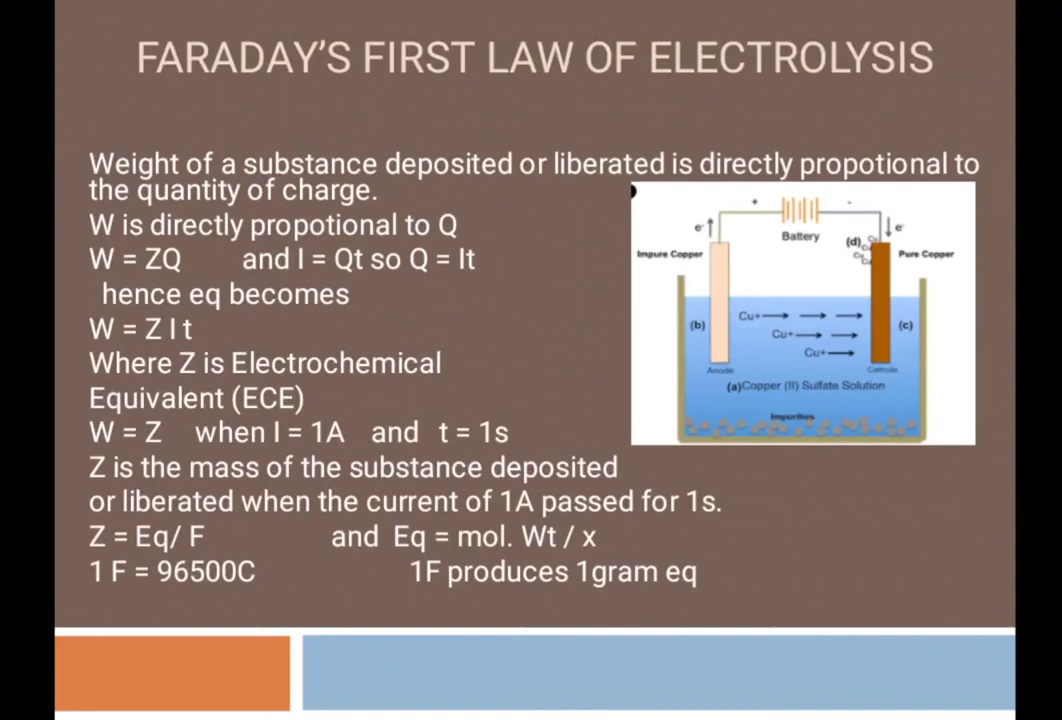 FARADAY'S FIRST LAW OF ELECTROLYSIS
Weight of a substance deposited or liberated is directly propotional to
the quantity of charge.
W is directly propotional to Q
W = ZQ and I = Qt so Q = It
hence eq becomes
W = Z I t
Where Z is Electrochemical
Equivalent (ECE)
W = Z when I = 1A and t = 1s
Z is the mass of the substance deposited
or liberated when the current of 1A passed for 1s.
Z = Eq/ F and Eq = mol. Wt / x
1 F = 96500C 1F produces 1gram eq
+ -
e- e-
Battery
(d) Cu
Cu Cu
Cu
Impure Copper Pure Copper
(b) Cu+ (c)
Cu+
Cu+
Anode Cathode
(a)Copper (II) Sulfate Solution
Impurities